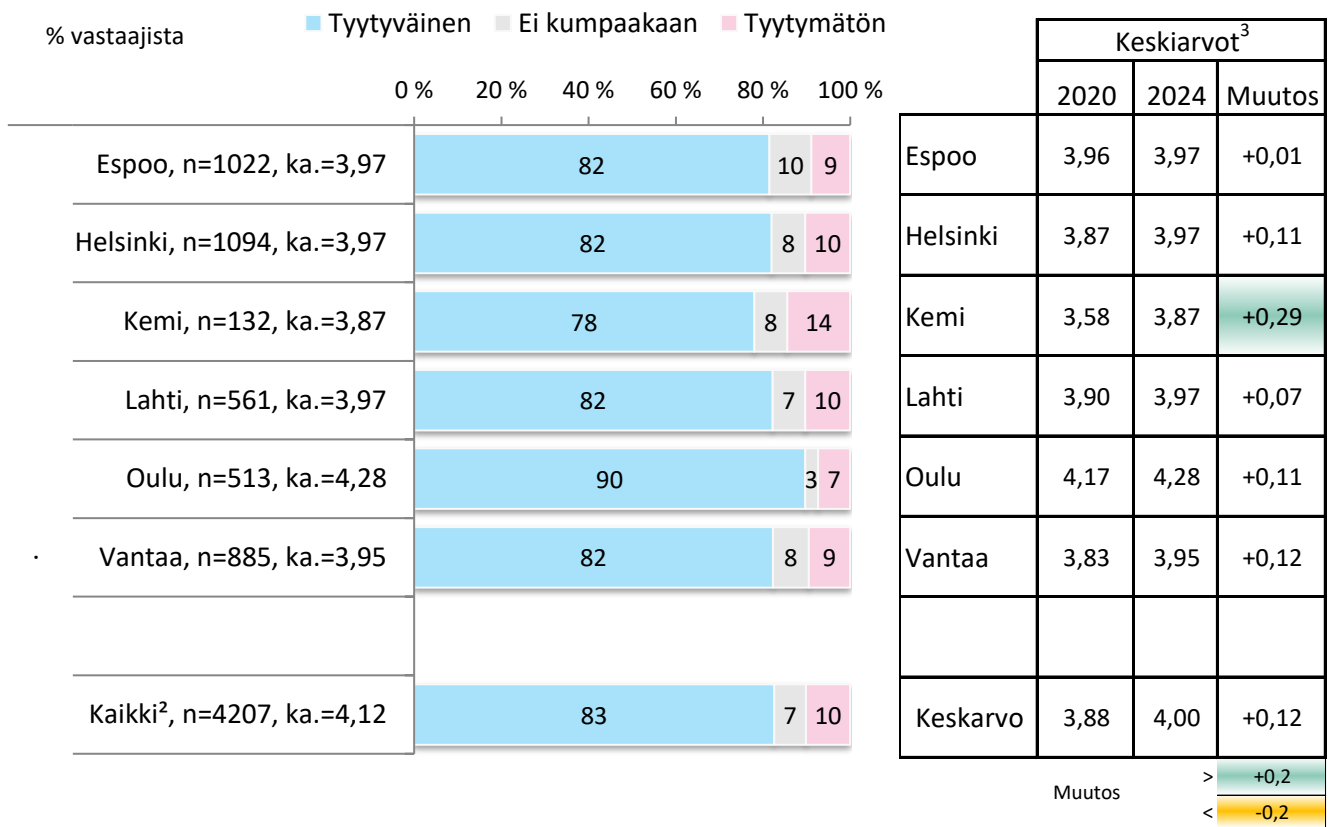 % vastaajista
Tyytyväinen Ei kumpaakaan Tyytymätön
0 % 20 % 40 % 60 % 80 % 100 %
Espoo, n=1022, ka.=3,97 82 10 9
Helsinki, n=1094, ka.=3,97 82 8 10
Kemi, n=132, ka.=3,87 78 8 14
Lahti, n=561, ka.=3,97 82 7 10
Oulu, n=513, ka.=4,28 90 3 7
. Vantaa, n=885, ka.=3,95 82 8 9
Kaikki², n=4207, ka.=4,12 83 7 10
Keskiarvot³
2020 2024 Muutos
Espoo 3,96 3,97 +0,01
Helsinki 3,87 3,97 +0,11
Kemi 3,58 3,87 +0,29
Lahti 3,90 3,97 +0,07
Oulu 4,17 4,28 +0,11
Vantaa 3,83 3,95 +0,12
Keskarvo 3,88 4,00 +0,12
Muutos > +0,2
< -0,2